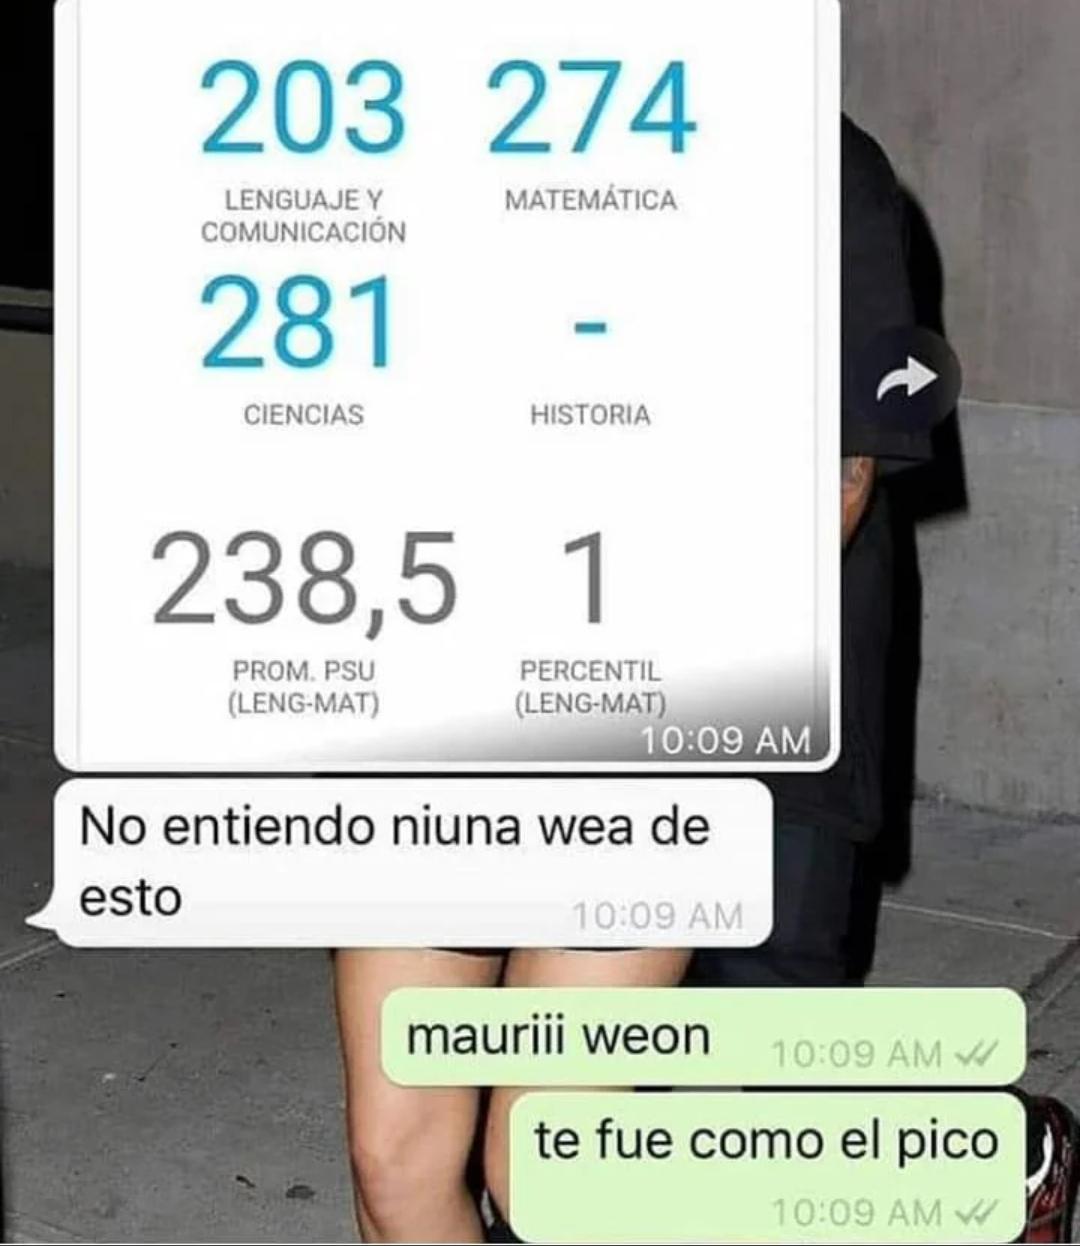 203 274
LENGUAJE Y
COMUNICACIÓN
MATEMÁTICA
281 -
CIENCIAS HISTORIA
238,5 1
PROM. PSU
(LENG-MAT)
PERCENTIL
(LENG-MAT)
10:09 AM
No entiendo niuna wea de
esto
10:09 AM
mauriii weon 10:09 AM
te fue como el pico
10:09 AM